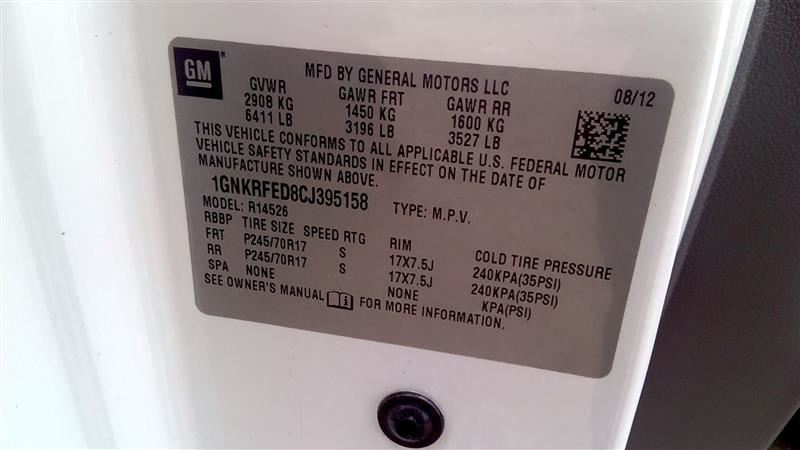 GM
MFD BY GENERAL MOTORS LLC
08/12
GVWR GAWR FRT GAWR RR
2908 KG 1450 KG 1600 KG
6411 LB 3196 LB 3527 LB
THIS VEHICLE CONFORMS TO ALL APPLICABLE U.S. FEDERAL MOTOR
VEHICLE SAFETY STANDARDS IN EFFECT ON THE DATE OF
MANUFACTURE SHOWN ABOVE.
1GNKRFED8CJ395158 TYPE: M.P.V.
MODEL: R14526
RBBP TIRE SIZE SPEED RTG RIM COLD TIRE PRESSURE
FRT P245/70R17 S 17X7.5J 240KPA(35PSI)
RR P245/70R17 S 17X7.5J 240KPA(35PSI)
SPA NONE NONE KPA(PSI)
SEE OWNER'S MANUAL FOR MORE INFORMATION.